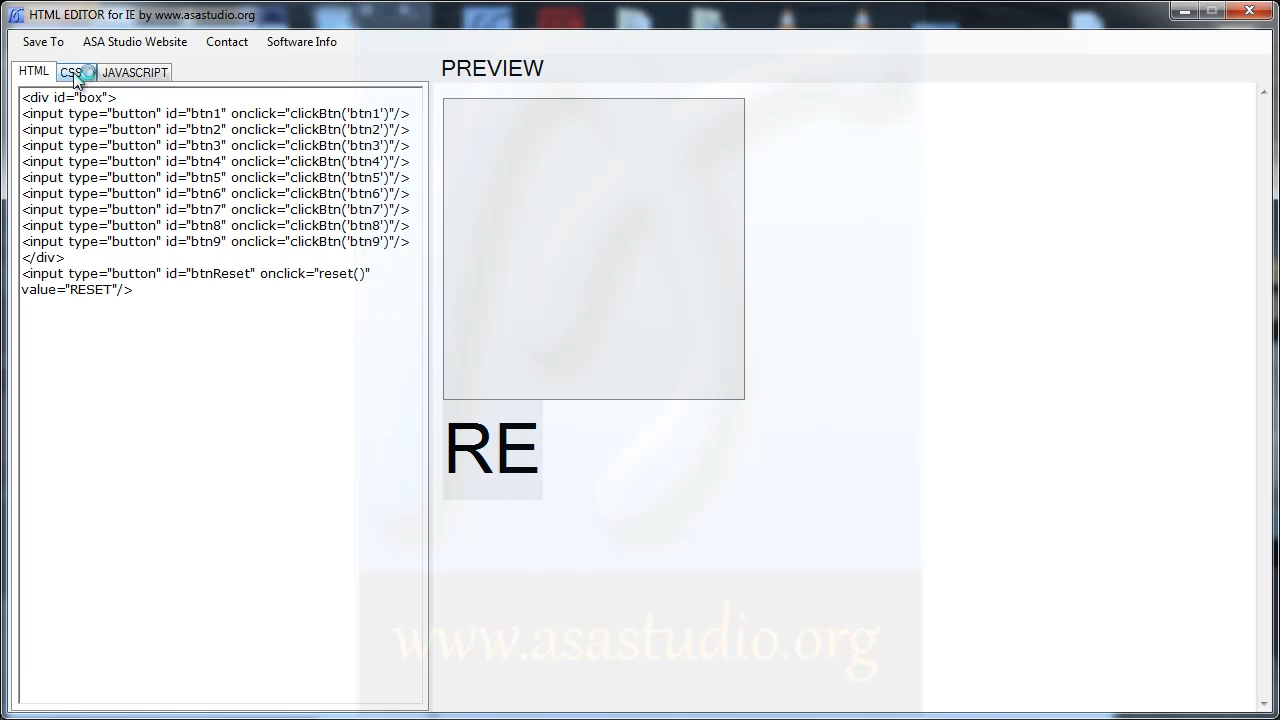 HTML EDITOR for IE by www.asastudio.org
Save To ASA Studio Website Contact Software Info
HTML CSS JAVASCRIPT
PREVIEW
<div id="box">
<input type="button" id="btn1" onclick="clickBtn('btn1')"/>
<input type="button" id="btn2" onclick="clickBtn('btn2')"/>
<input type="button" id="btn3" onclick="clickBtn('btn3')"/>
<input type="button" id="btn4" onclick="clickBtn('btn4')"/>
<input type="button" id="btn5" onclick="clickBtn('btn5')"/>
<input type="button" id="btn6" onclick="clickBtn('btn6')"/>
<input type="button" id="btn7" onclick="clickBtn('btn7')"/>
<input type="button" id="btn8" onclick="clickBtn('btn8')"/>
<input type="button" id="btn9" onclick="clickBtn('btn9')"/>
</div>
<input type="button" id="btnReset" onclick="reset()"
value="RESET"/>
RE
www.asastudio.org